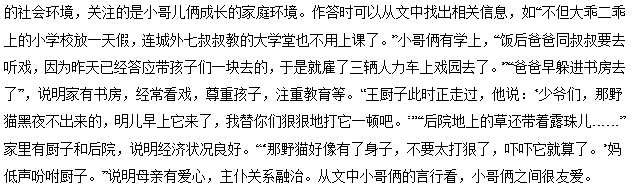 的社会环境，关注的是小哥儿俩成长的家庭环境。作答时可以从文中找出相关信息，如“不但大乖二乖
上的小学校放一天假，连城外七叔叔教的大学堂也不用上课了。”小哥俩有学上，“饭后爸爸同叔叔要去
听戏，因为昨天已经答应带孩子们一块去的，于是就雇了三辆人力车上戏园去了。”“爸爸早躲进书房去
了”，说明家有书房，经常看戏，尊重孩子，注重教育等。“王厨子此时正走过，他说：‘少爷们，那野
猫黑夜不出来的，明儿早上它来了，我替你们狠狠地打它一顿吧。’”“后院地上的草还带着露珠儿……”
家里有厨子和后院，说明经济状况良好。“‘那野猫好像有了身子，不要太打狠了，吓吓它就算了。’妈
低声吩咐厨子。”说明母亲有爱心，主仆关系融洽。从文中小哥俩的言行看，小哥俩之间很友爱。